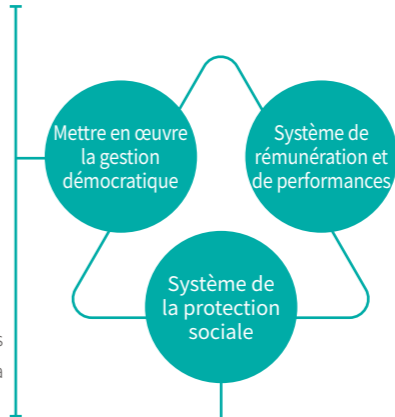 Mettre en œuvre
la gestion
démocratique
Système de
rémunération et
de performances
Système de
la protection
sociale
s
a